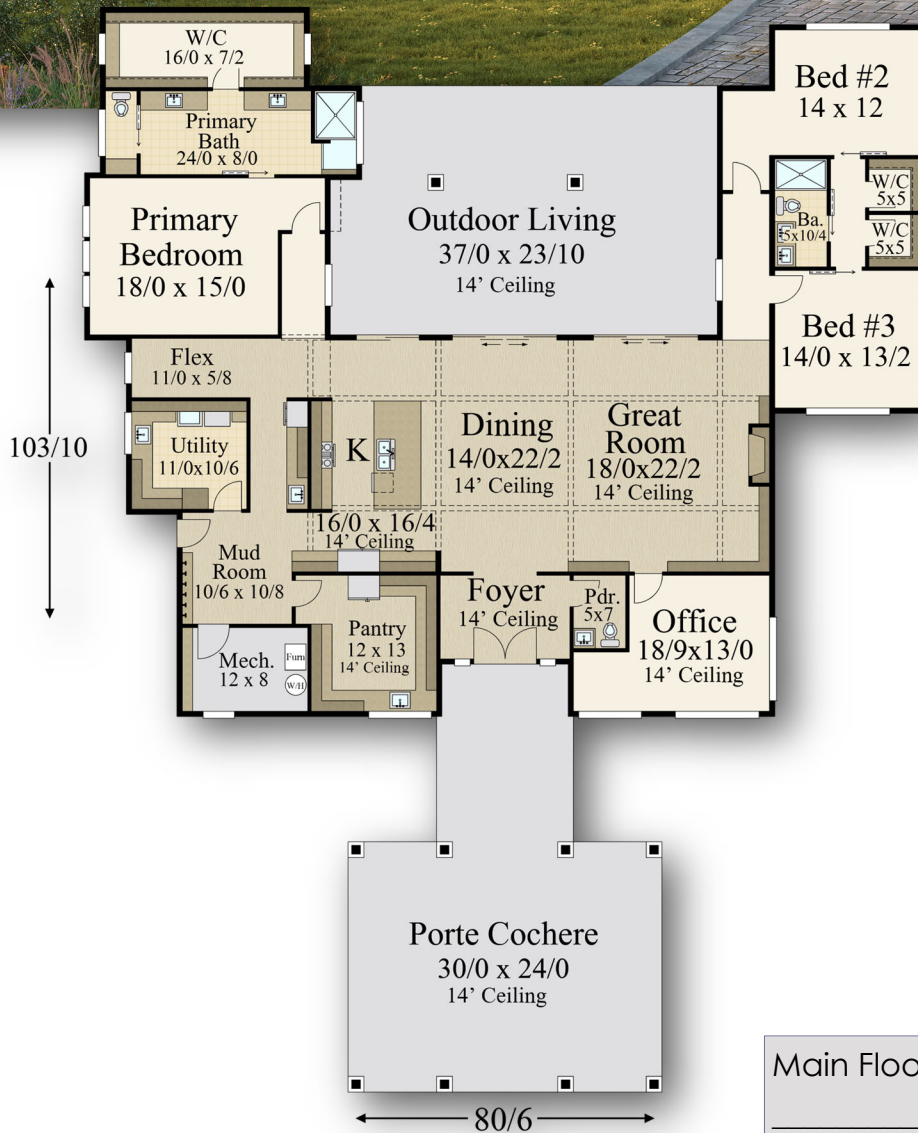 W/C
16/0 x 7/2
Primary
Bath
24/0 x 8/0
Bed #2
14 x 12
W/C
5x5
W/C
5x5
Ba.
5x10/4
Primary
Bedroom
18/0 x 15/0
Outdoor Living
37/0 x 23/10
14’ Ceiling
Bed #3
14/0 x 13/2
Flex
11/0 x 5/8
103/10
Utility
11/0x10/6
K
16/0 x 16/4
14’ Ceiling
Dining
14/0x22/2
14’ Ceiling
Great
Room
18/0x22/2
14’ Ceiling
Mud
Room
10/6 x 10/8
Foyer
14’ Ceiling
Pdr.
5x7
Office
18/9x13/0
14’ Ceiling
Pantry
12 x 13
14’ Ceiling
Mech.
12 x 8
Furn
W/H
Porte Cochere
30/0 x 24/0
14’ Ceiling
80/6
Main Floo